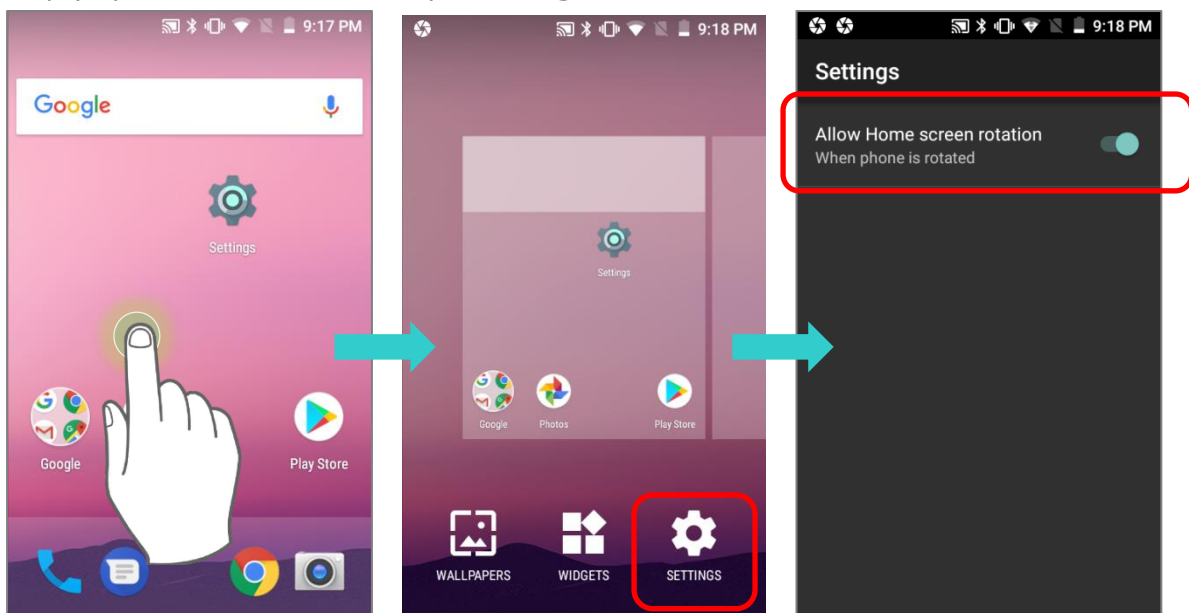 9:17 PM
Google
Settings
Google
Play Store
9:18 PM
Settings
Google
Photos
Play Store
WALLPAPERS
WIDGETS
SETTINGS
9:18 PM
Settings
Allow Home screen rotation
When phone is rotated